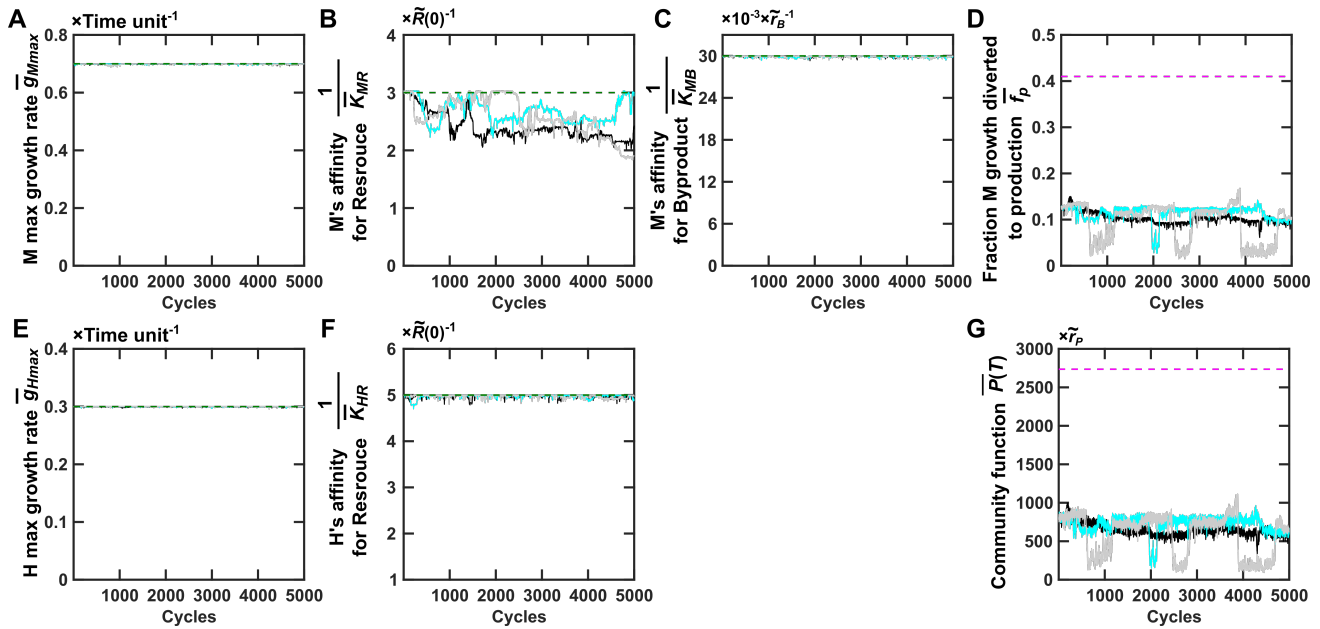 A
×Time unit⁻¹
M max growth rate g̅Mmax
0.8
0.6
0.4
0.2
0
1000 2000 3000 4000 5000
Cycles
B
×R̃(0)⁻¹
M's affinity for Resrouce
1
K̅MR
4
3
2
1
1000 2000 3000 4000 5000
Cycles
C
×10⁻³×r̃B⁻¹
M's affinity for Byproduct
1
K̅MB
30
24
18
12
6
0
1000 2000 3000 4000 5000
Cycles
D
Fraction M growth diverted
to production f̅p
0.5
0.4
0.3
0.2
0.1
0
1000 2000 3000 4000 5000
Cycles
E
×Time unit⁻¹
H max growth rate g̅Hmax
0.4
0.3
0.2
0.1
0
1000 2000 3000 4000 5000
Cycles
F
×R̃(0)⁻¹
H's affinity
for Resrouce
1
K̅HR
6
5
4
3
2
1
1000 2000 3000 4000 5000
Cycles
G
×r̃P
Community function P̅(T)
3000
2500
2000
1500
1000
500
0
1000 2000 3000 4000 5000
Cycles